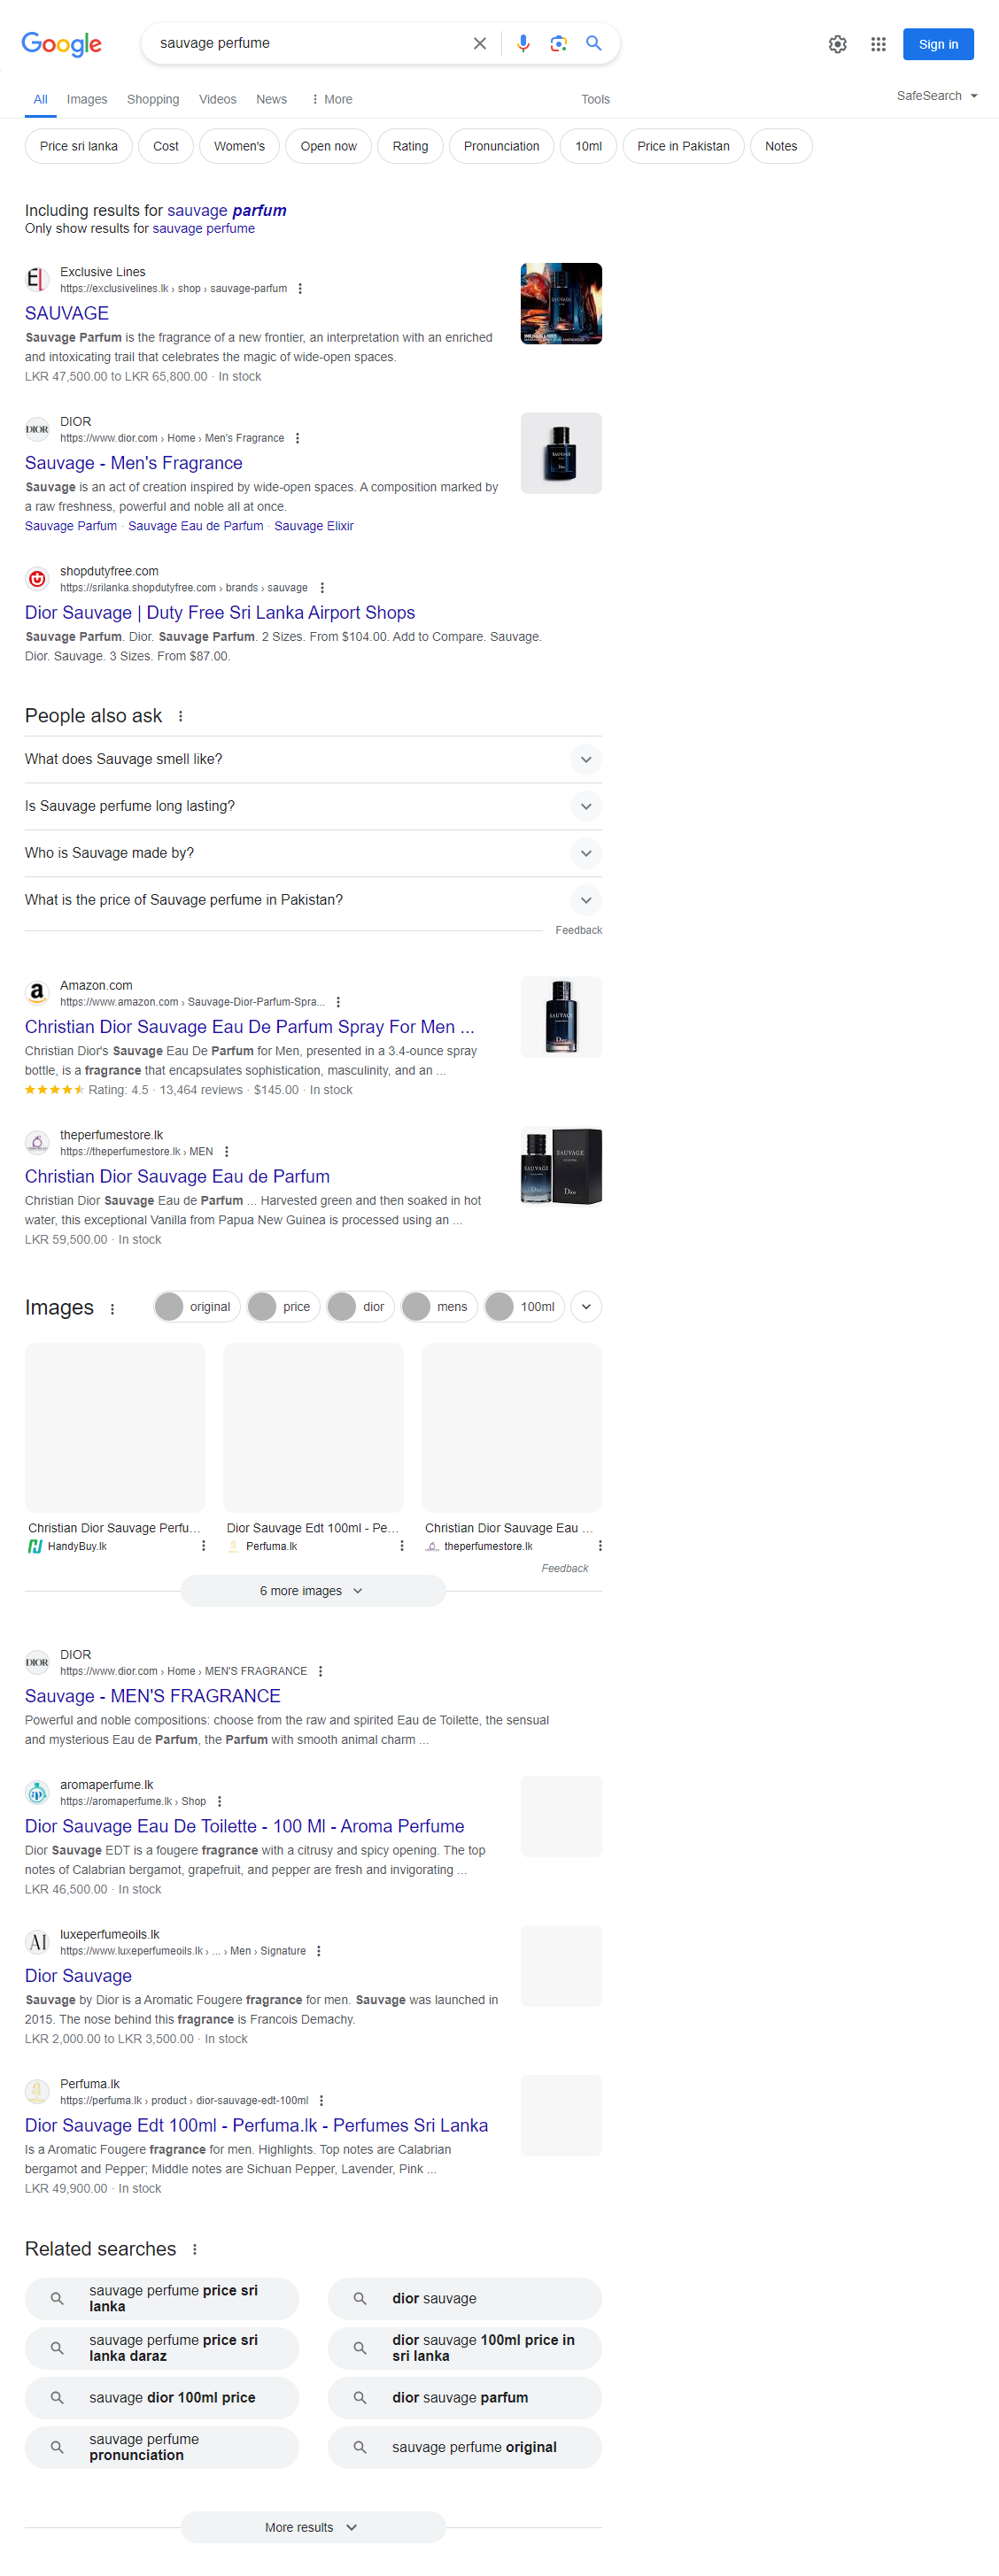 Google
sauvage perfume
Sign in
All Images Shopping Videos News More Tools
SafeSearch
Price sri lanka Cost Women's Open now Rating Pronunciation 10ml Price in Pakistan Notes
Including results for sauvage parfum
Only show results for sauvage perfume
Exclusive Lines
https://exclusivelines.lk › shop › sauvage-parfum
SAUVAGE
Sauvage Parfum is the fragrance of a new frontier, an interpretation with an enriched
and intoxicating trail that celebrates the magic of wide-open spaces.
LKR 47,500.00 to LKR 65,800.00 · In stock
DIOR
DIOR
https://www.dior.com › Home › Men's Fragrance
Sauvage - Men's Fragrance
Sauvage is an act of creation inspired by wide-open spaces. A composition marked by
a raw freshness, powerful and noble all at once.
Sauvage Parfum · Sauvage Eau de Parfum · Sauvage Elixir
shopdutyfree.com
https://srilanka.shopdutyfree.com › brands › sauvage
Dior Sauvage | Duty Free Sri Lanka Airport Shops
Sauvage Parfum. Dior. Sauvage Parfum. 2 Sizes. From $104.00. Add to Compare. Sauvage.
Dior. Sauvage. 3 Sizes. From $87.00.
People also ask
What does Sauvage smell like?
Is Sauvage perfume long lasting?
Who is Sauvage made by?
What is the price of Sauvage perfume in Pakistan?
Feedback
Amazon.com
https://www.amazon.com › Sauvage-Dior-Parfum-Spra...
Christian Dior Sauvage Eau De Parfum Spray For Men ...
Christian Dior's Sauvage Eau De Parfum for Men, presented in a 3.4-ounce spray
bottle, is a fragrance that encapsulates sophistication, masculinity, and an ...
Rating: 4.5 · 13,464 reviews · $145.00 · In stock
theperfumestore.lk
https://theperfumestore.lk › MEN
Christian Dior Sauvage Eau de Parfum
Christian Dior Sauvage Eau de Parfum ... Harvested green and then soaked in hot
water, this exceptional Vanilla from Papua New Guinea is processed using an ...
LKR 59,500.00 · In stock
SAUVAGE
Dior
Images original price dior mens 100ml
Christian Dior Sauvage Perfu... Dior Sauvage Edt 100ml - Pe... Christian Dior Sauvage Eau ...
HandyBuy.lk Perfuma.lk theperfumestore.lk
Feedback
6 more images
DIOR
DIOR
https://www.dior.com › Home › MEN'S FRAGRANCE
Sauvage - MEN'S FRAGRANCE
Powerful and noble compositions: choose from the raw and spirited Eau de Toilette, the sensual
and mysterious Eau de Parfum, the Parfum with smooth animal charm ...
aromaperfume.lk
https://aromaperfume.lk › Shop
Dior Sauvage Eau De Toilette - 100 Ml - Aroma Perfume
Dior Sauvage EDT is a fougere fragrance with a citrusy and spicy opening. The top
notes of Calabrian bergamot, grapefruit, and pepper are fresh and invigorating ...
LKR 46,500.00 · In stock
luxeperfumeoils.lk
https://www.luxeperfumeoils.lk › ... › Men › Signature
Dior Sauvage
Sauvage by Dior is a Aromatic Fougere fragrance for men. Sauvage was launched in
2015. The nose behind this fragrance is Francois Demachy.
LKR 2,000.00 to LKR 3,500.00 · In stock
Perfuma.lk
https://perfuma.lk › product › dior-sauvage-edt-100ml
Dior Sauvage Edt 100ml - Perfuma.lk - Perfumes Sri Lanka
Is a Aromatic Fougere fragrance for men. Highlights. Top notes are Calabrian
bergamot and Pepper; Middle notes are Sichuan Pepper, Lavender, Pink ...
LKR 49,900.00 · In stock
Related searches
sauvage perfume price sri
lanka
dior sauvage
sauvage perfume price sri
lanka daraz
dior sauvage 100ml price in
sri lanka
sauvage dior 100ml price
dior sauvage parfum
sauvage perfume
pronunciation
sauvage perfume original
More results